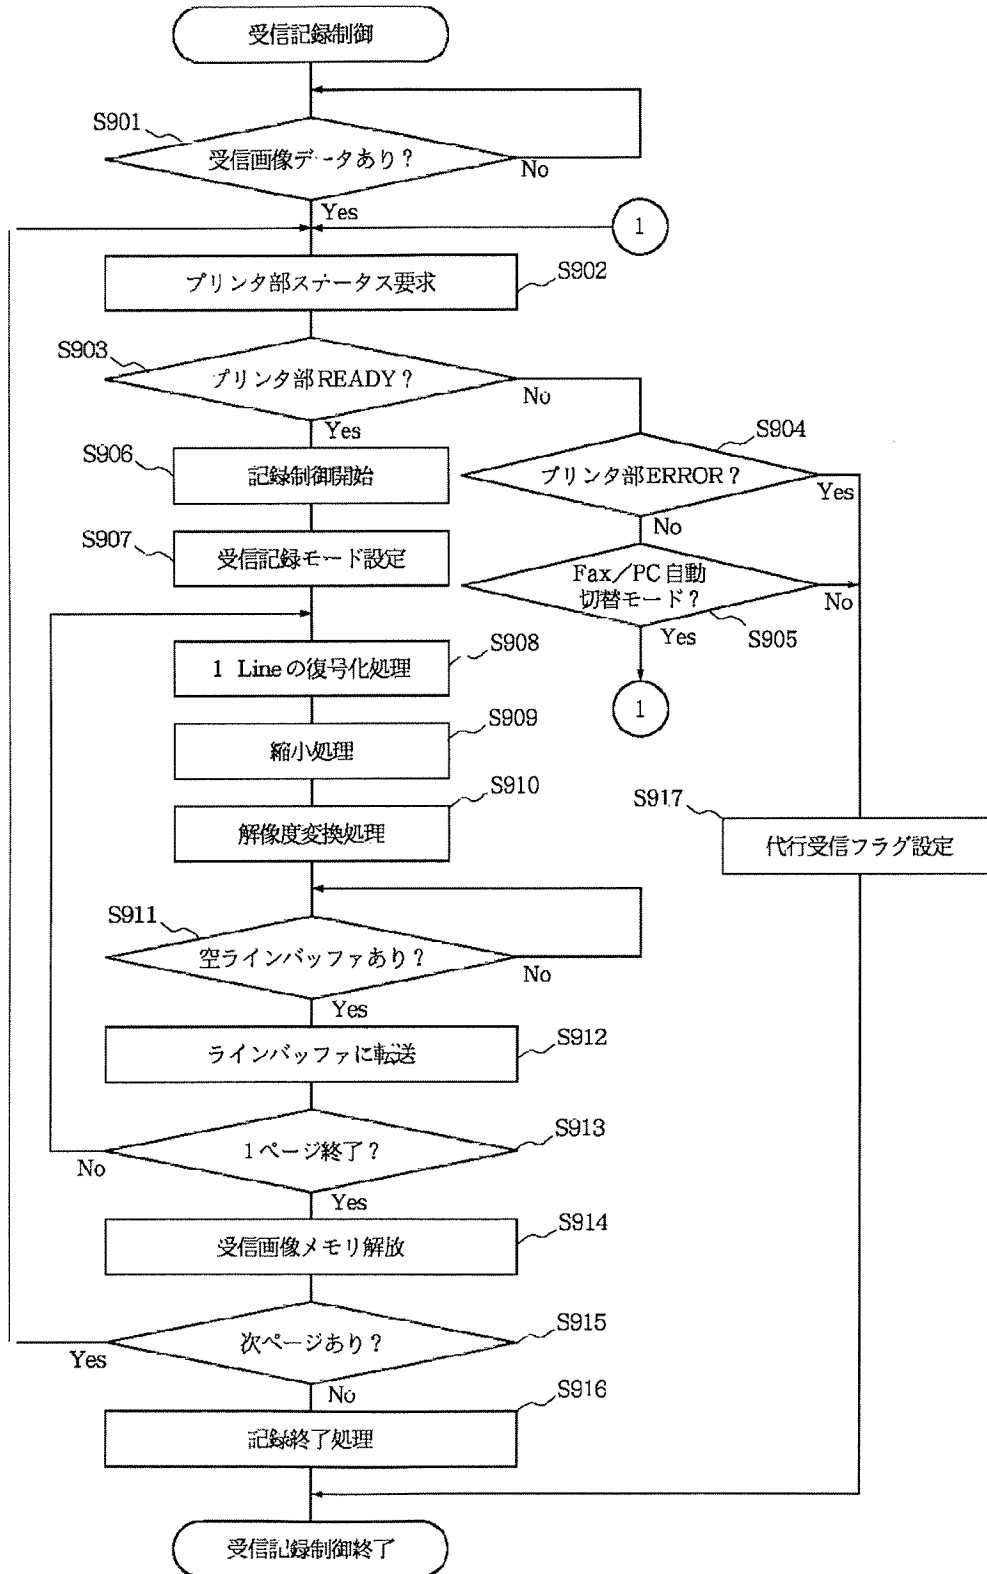 受信記録制御
S901
受信画像データあり？
No
Yes
1
プリンタ部ステータス要求
S902
S903
プリンタ部READY？
No
Yes
S904
プリンタ部ERROR？
Yes
No
S906
記録制御開始
S907
受信記録モード設定
Fax／PC自動
切替モード？
No
Yes
S905
1
1 Lineの復号化処理
S908
縮小処理
S909
解像度変換処理
S910
S917
代行受信フラグ設定
S911
空ラインバッファあり？
No
Yes
ラインバッファに転送
S912
1ページ終了？
S913
No
Yes
受信画像メモリ解放
S914
次ページあり？
S915
Yes
No
記録終了処理
S916
受信記録制御終了